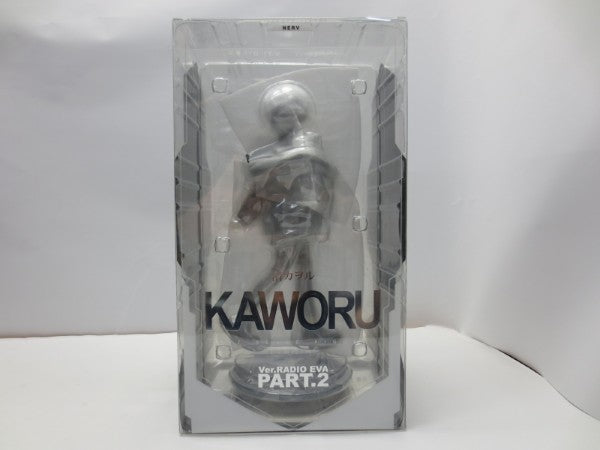 NERV
カヲル
KAWORU
Ver.RADIO EVA
PART.2